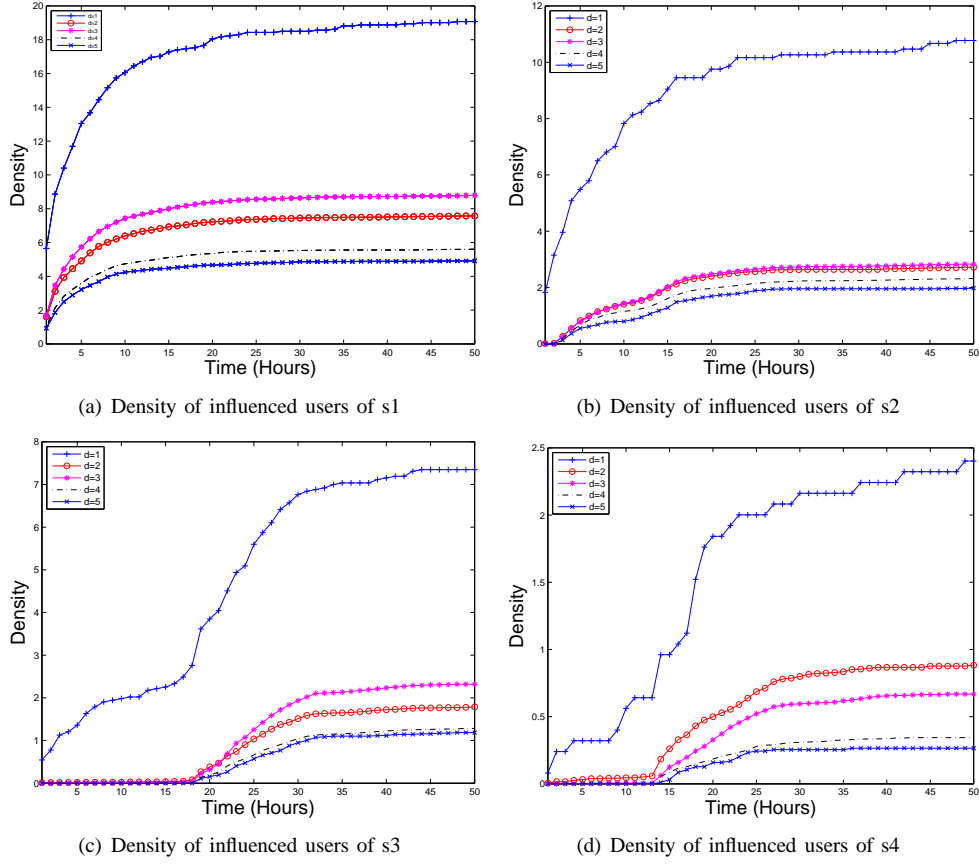 20
18
16
14
12
10
8
6
4
2
0
Density
d=1
d=2
d=3
d=4
d=5
5 10 15 20 25 30 35 40 45 50
Time (Hours)
(a) Density of influenced users of s1
12
10
8
6
4
2
0
Density
d=1
d=2
d=3
d=4
d=5
5 10 15 20 25 30 35 40 45 50
Time (Hours)
(b) Density of influenced users of s2
8
7
6
5
4
3
2
1
0
Density
d=1
d=2
d=3
d=4
d=5
5 10 15 20 25 30 35 40 45 50
Time (Hours)
(c) Density of influenced users of s3
2.5
2
1.5
1
0.5
0
Density
d=1
d=2
d=3
d=4
d=5
5 10 15 20 25 30 35 40 45 50
Time (Hours)
(d) Density of influenced users of s4